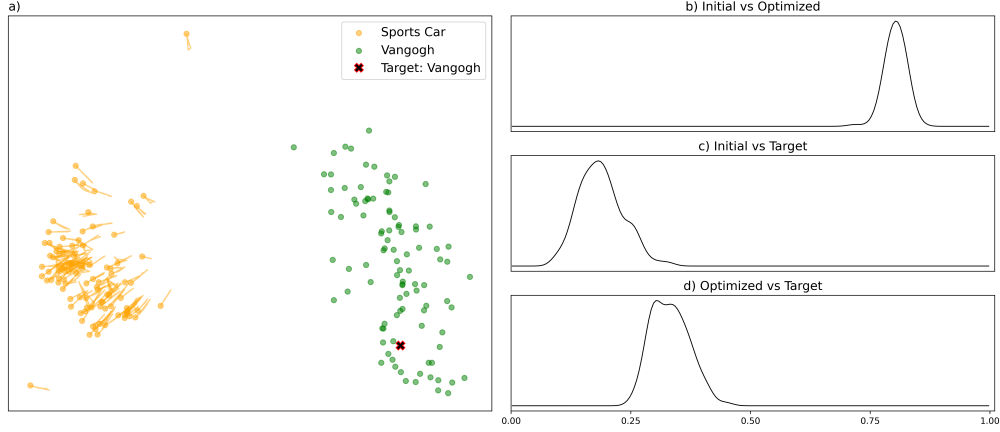 a)
Sports Car
Vangogh
Target: Vangogh
b) Initial vs Optimized
c) Initial vs Target
d) Optimized vs Target
0.00
0.25
0.50
0.75
1.00